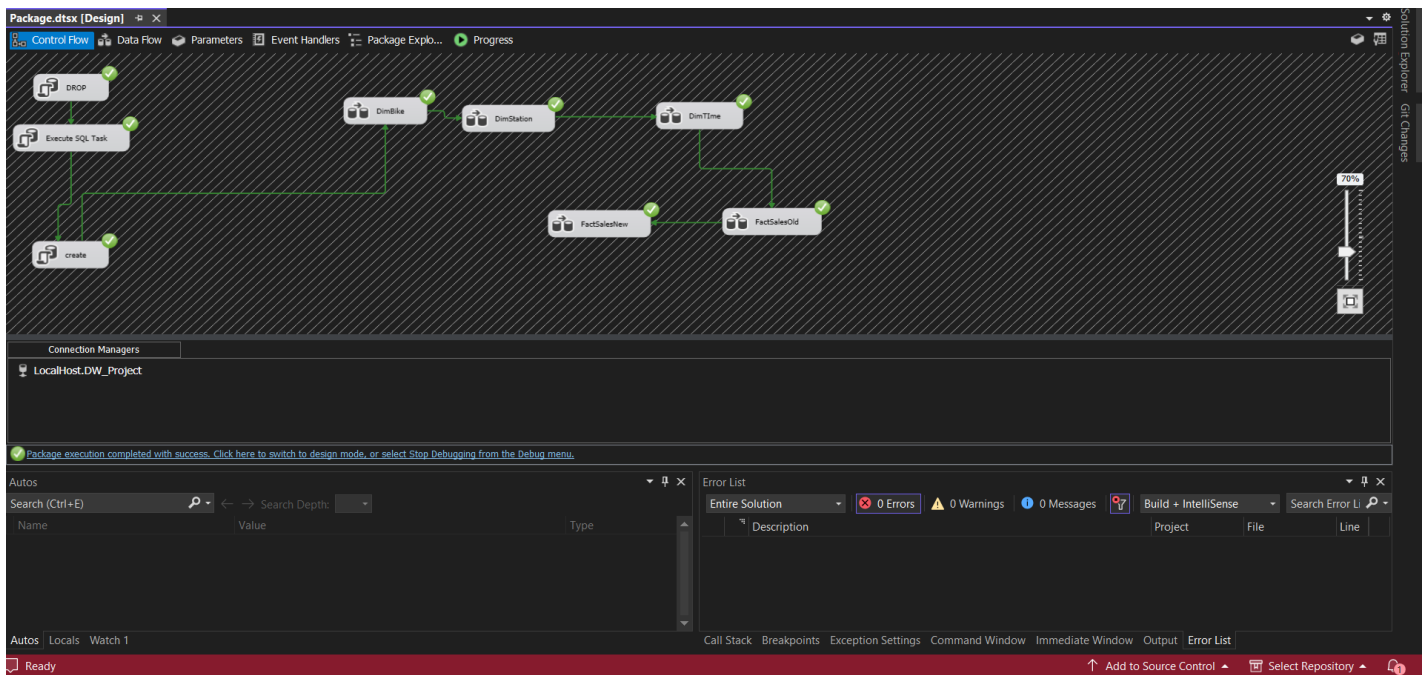 Package.dtsx [Design]
Control Flow Data Flow Parameters Event Handlers Package Explo... Progress
DROP
DimBike
DimStation
DimTIme
Execute SQL Task
70%
FactSalesNew
FactSalesOld
create
Connection Managers
LocalHost.DW_Project
Package execution completed with success. Click here to switch to design mode, or select Stop Debugging from the Debug menu.
Autos
Search (Ctrl+E) Search Depth:
Name Value Type
Autos Locals Watch 1
Error List
Entire Solution 0 Errors 0 Warnings 0 Messages Build + IntelliSense Search Error Li
Description Project File Line
Call Stack Breakpoints Exception Settings Command Window Immediate Window Output Error List
Ready Add to Source Control Select Repository 1
Solution Explorer
Git Changes